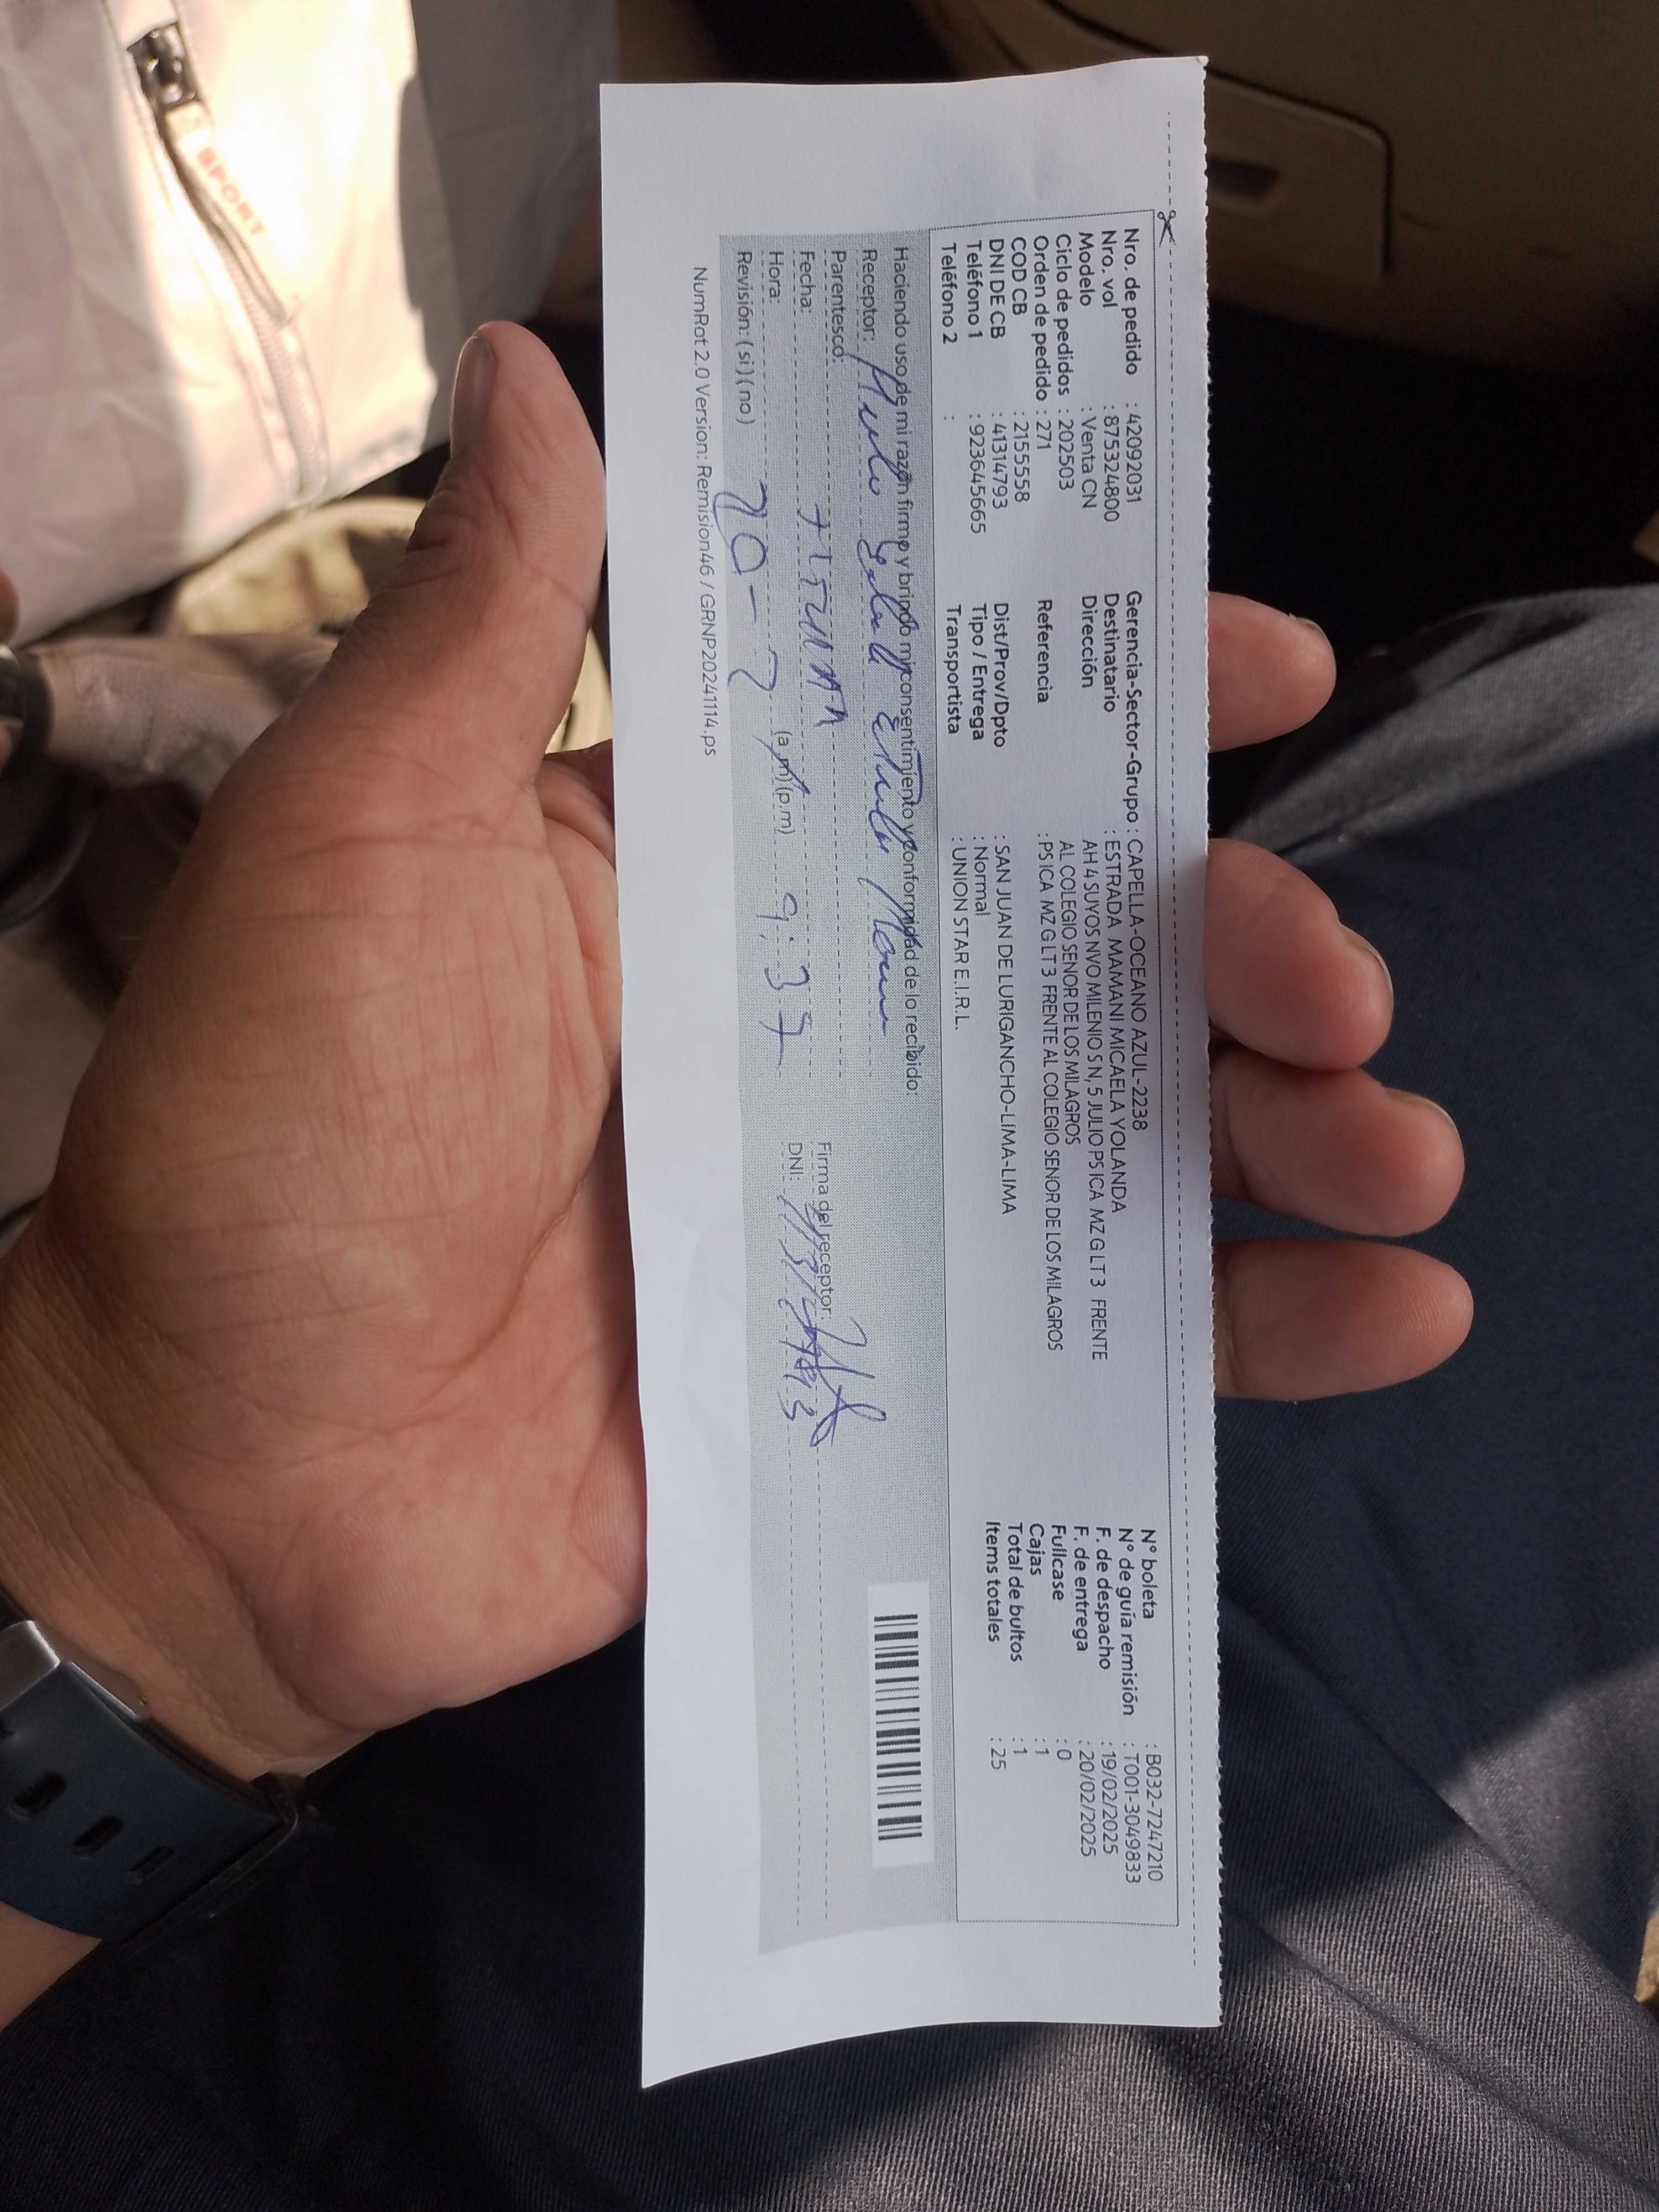 Nro. de pedido : 42092031
Nro. vol : 875324800
Modelo : Venta CN
Ciclo de pedidos : 202503
Orden de pedido : 271
COD CB : 2155558
DNI DE CB : 41314793
Teléfono 1 : 923645665
Teléfono 2 :
Gerencia-Sector-Grupo : CAPELLA-OCEANO AZUL-2238
Destinatario : ESTRADA MAMANI MICAELA YOLANDA
Dirección : AH 4 SUYOS NVO MILENIO S N, 5 JULIO PS ICA MZ G LT 3 FRENTE
AL COLEGIO SENOR DE LOS MILAGROS
Referencia : PS ICA MZ G LT 3 FRENTE AL COLEGIO SENOR DE LOS MILAGROS
Dist/Prov/Dpto : SAN JUAN DE LURIGANCHO-LIMA-LIMA
Tipo / Entrega : Normal
Transportista : UNION STAR E.I.R.L.
N° boleta : B032-7247210
N° de guía remisión : T001-3049833
F. de despacho : 19/02/2025
F. de entrega : 20/02/2025
Fullcase : 0
Cajas : 1
Total de bultos : 1
Items totales : 25
Haciendo uso de mi razón firmo y brindo mi consentimiento y conformidad de lo recibido:
Receptor:
Parentesco:
Fecha:
Hora: (a.m)(p.m) 9:37
Revisión: (si)(no) 20-2
Firma del receptor:
DNI:
NumRot 2.0 Version: Remision46 / GRNP20241114.ps
SPORT